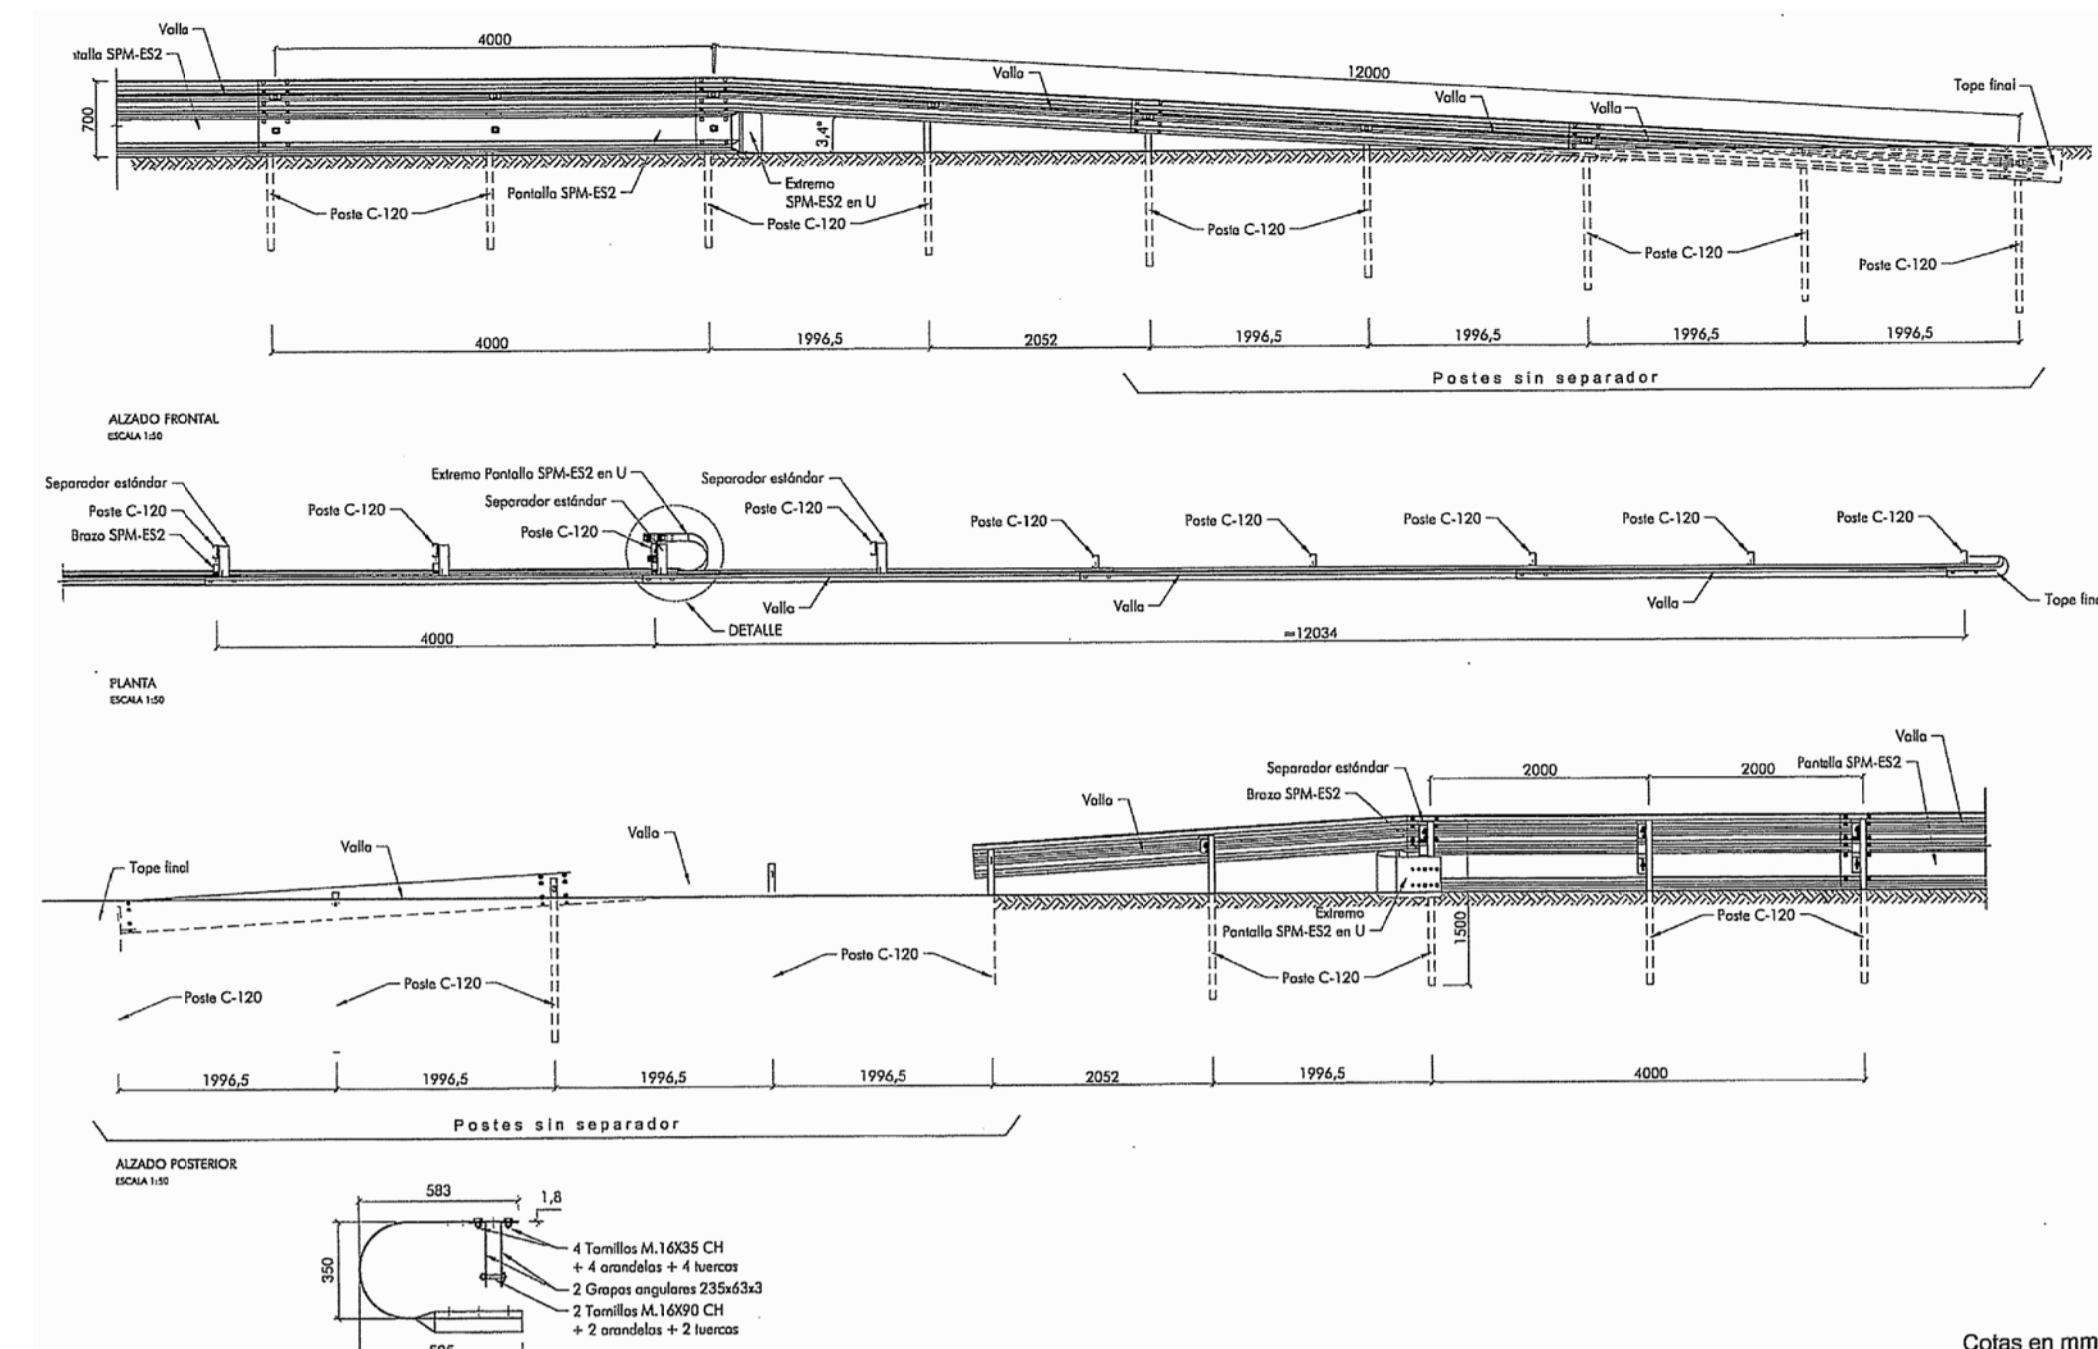 Valla
ntalla SPM-ES2
4000
12000
Valla
Valla
Valla
Tope final
700
3,4°
Poste C-120
Pantalla SPM-ES2
Extremo
SPM-ES2 en U
Poste C-120
Poste C-120
Poste C-120
Poste C-120
4000
1996,5
2052
1996,5
1996,5
1996,5
1996,5
Postes sin separador
ALZADO FRONTAL
ESCALA 1:50
Separador estándar
Poste C-120
Brazo SPM-ES2
Poste C-120
Extremo Pantalla SPM-ES2 en U
Separador estándar
Poste C-120
Separador estándar
Poste C-120
Poste C-120
Poste C-120
Poste C-120
Poste C-120
Poste C-120
Valla
Valla
Valla
Tope fin
DETALLE
4000
≈12034
PLANTA
ESCALA 1:50
Tope final
Valla
Valla
Valla
Separador estándar
Brazo SPM-ES2
2000
2000
Pantalla SPM-ES2
Valla
Extremo
Pantalla SPM-ES2 en U
1500
Poste C-120
Poste C-120
Poste C-120
Poste C-120
Poste C-120
1996,5
1996,5
1996,5
1996,5
2052
1996,5
4000
Postes sin separador
ALZADO POSTERIOR
ESCALA 1:50
583
1,8
350
4 Tornillos M.16X35 CH
+ 4 arandelas + 4 tuercas
2 Grapas angulares 235x63x3
2 Tornillos M.16X90 CH
+ 2 arandelas + 2 tuercas
Cotas en mm